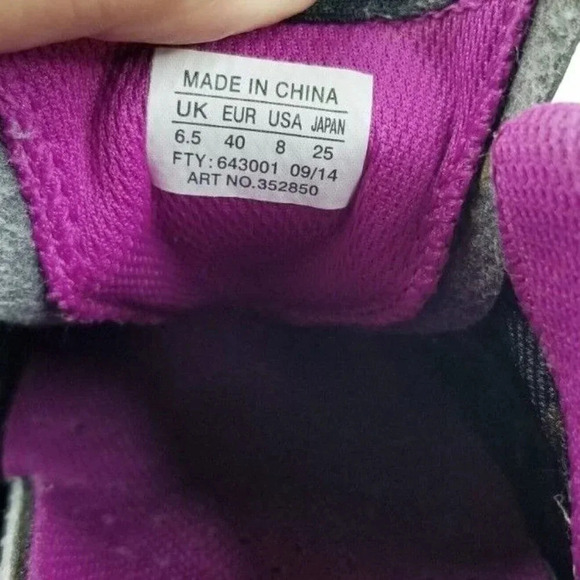 MADE IN CHINA
UK EUR USA JAPAN
6.5 40 8 25
FTY: 643001 09/14
ART NO.352850